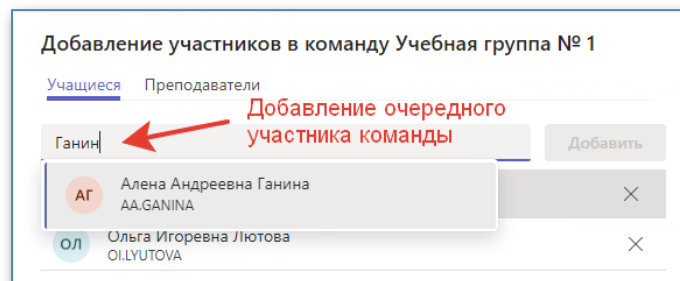 Добавление участников в команду Учебная группа № 1
Учащиеся Преподаватели
Добавление очередного
участника команды
Ганин Добавить
АГ Алена Андреевна Ганина
AA.GANINA
ОЛ Ольга Игоревна Лютова
OI.LYUTOVA